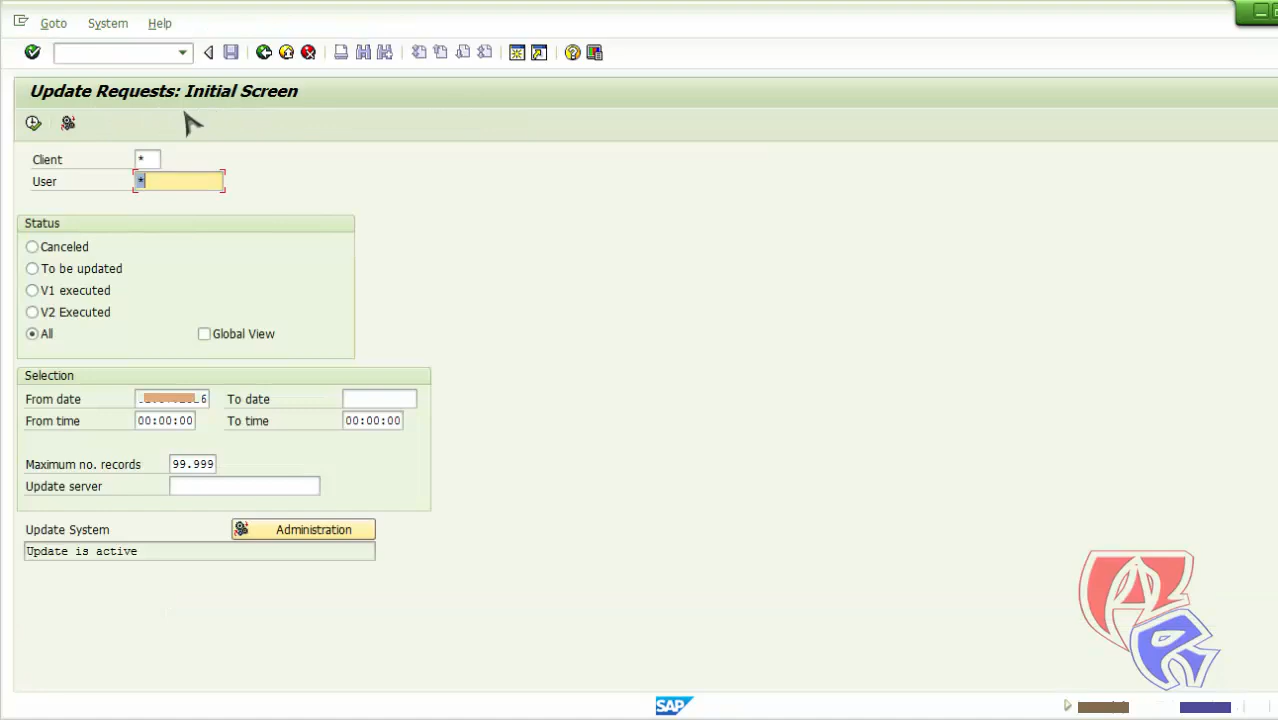 Goto System Help
Update Requests: Initial Screen
Client *
User *
Status
Canceled
To be updated
V1 executed
V2 Executed
All Global View
Selection
From date 6 To date
From time 00:00:00 To time 00:00:00
Maximum no. records 99.999
Update server
Update System Administration
Update is active
SAP